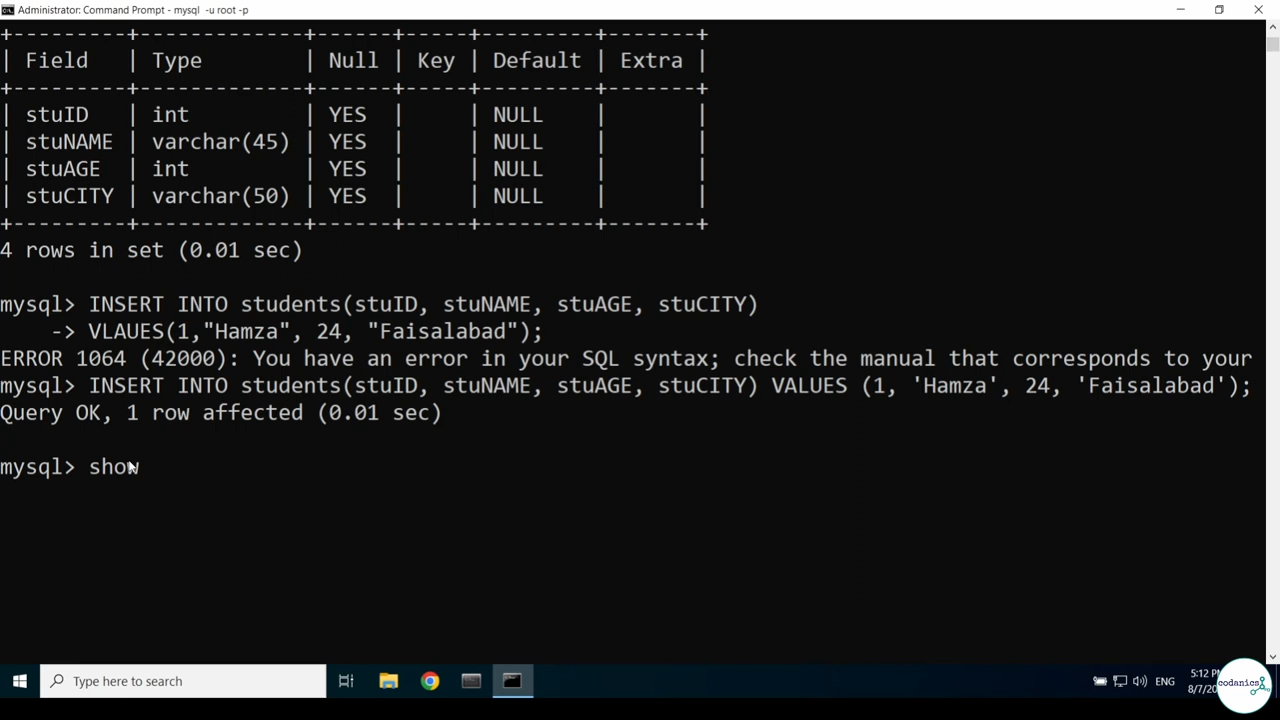 Administrator: Command Prompt - mysql -u root -p
+---------+-------------+------+-----+---------+-------+
| Field | Type | Null | Key | Default | Extra |
+---------+-------------+------+-----+---------+-------+
| stuID | int | YES | | NULL | |
| stuNAME | varchar(45) | YES | | NULL | |
| stuAGE | int | YES | | NULL | |
| stuCITY | varchar(50) | YES | | NULL | |
+---------+-------------+------+-----+---------+-------+
4 rows in set (0.01 sec)
mysql> INSERT INTO students(stuID, stuNAME, stuAGE, stuCITY)
-> VLAUES(1,"Hamza", 24, "Faisalabad");
ERROR 1064 (42000): You have an error in your SQL syntax; check the manual that corresponds to your
mysql> INSERT INTO students(stuID, stuNAME, stuAGE, stuCITY) VALUES (1, 'Hamza', 24, 'Faisalabad');
Query OK, 1 row affected (0.01 sec)
mysql> show
Type here to search
ENG
5:12 P
8/7/20
codanics